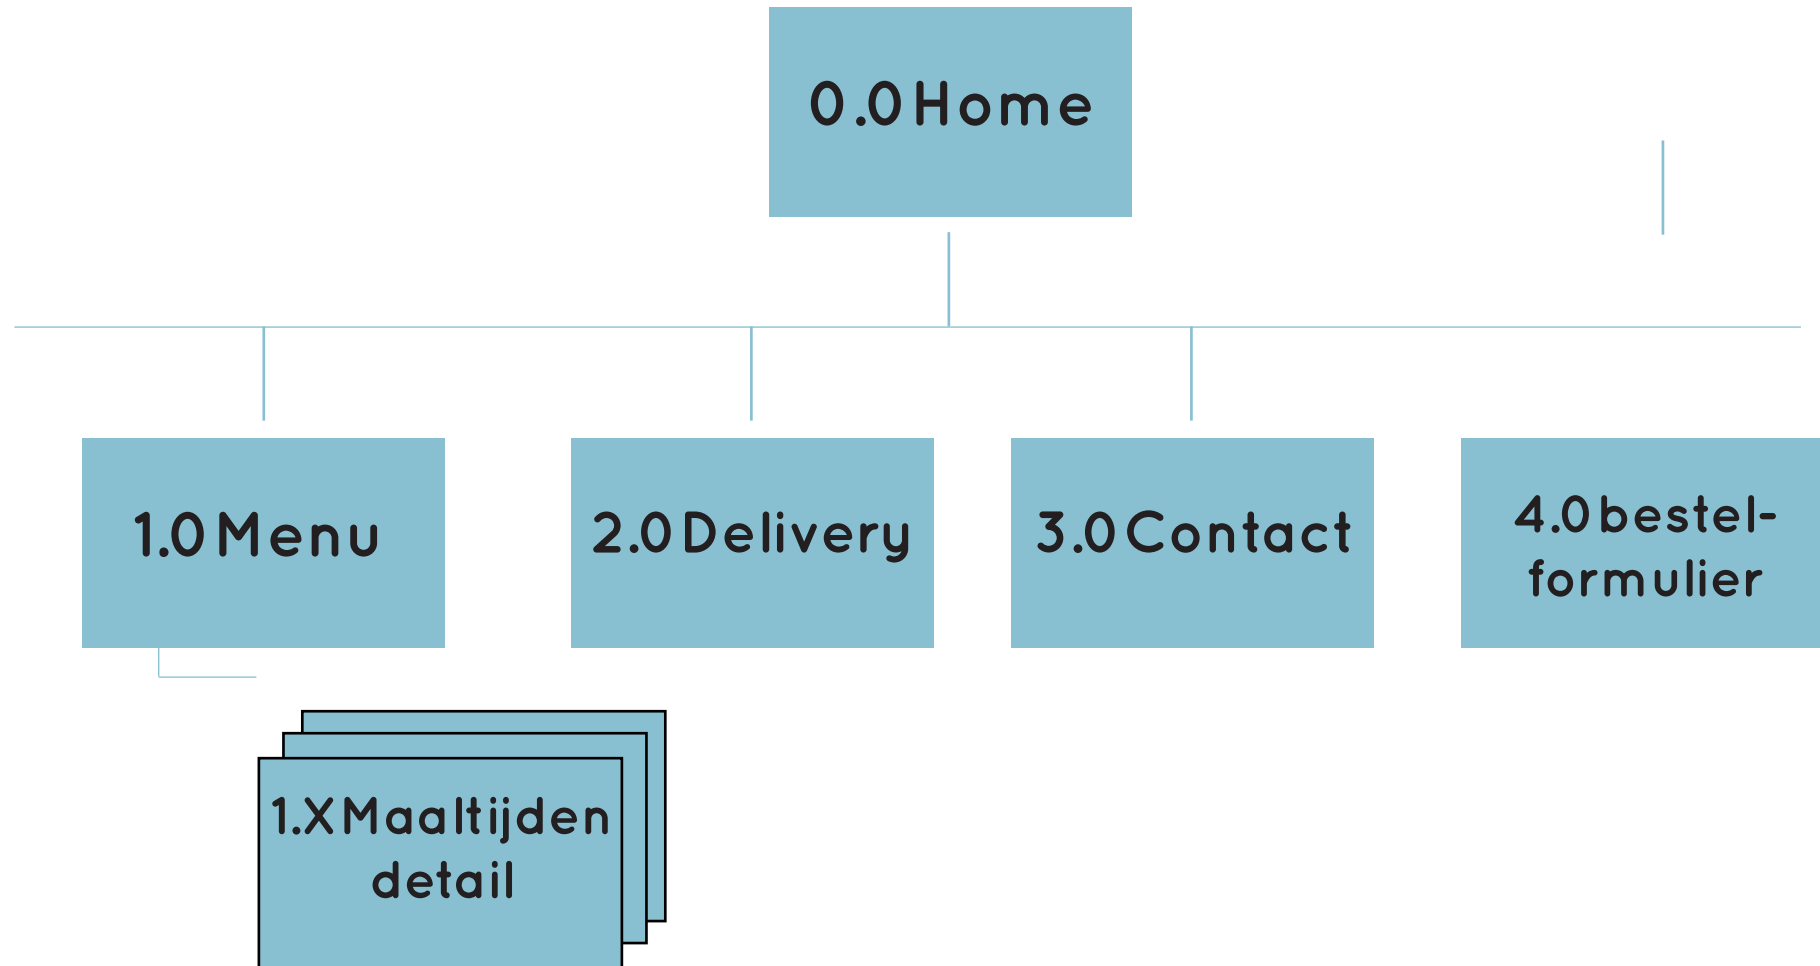 0.0 Home
1.0 Menu
2.0 Delivery
3.0 Contact
4.0 bestel-
formulier
1.X Maaltijden
detail